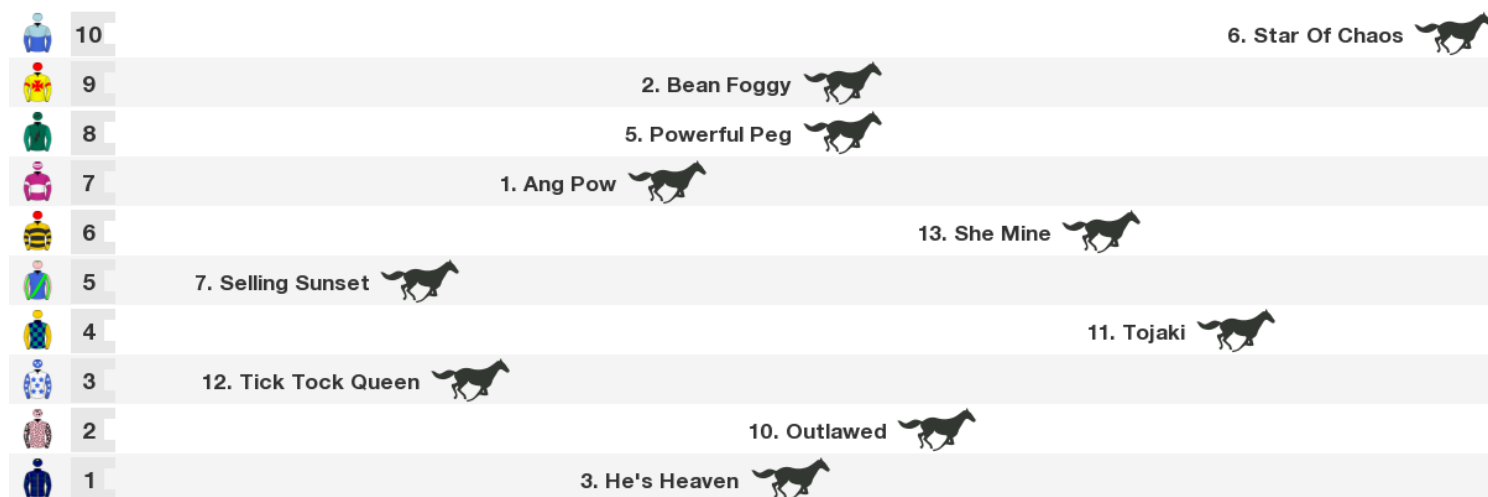 10 6. Star Of Chaos
9 2. Bean Foggy
8 5. Powerful Peg
7 1. Ang Pow
6 13. She Mine
5 7. Selling Sunset
4 11. Tojaki
3 12. Tick Tock Queen
2 10. Outlawed
1 3. He's Heaven